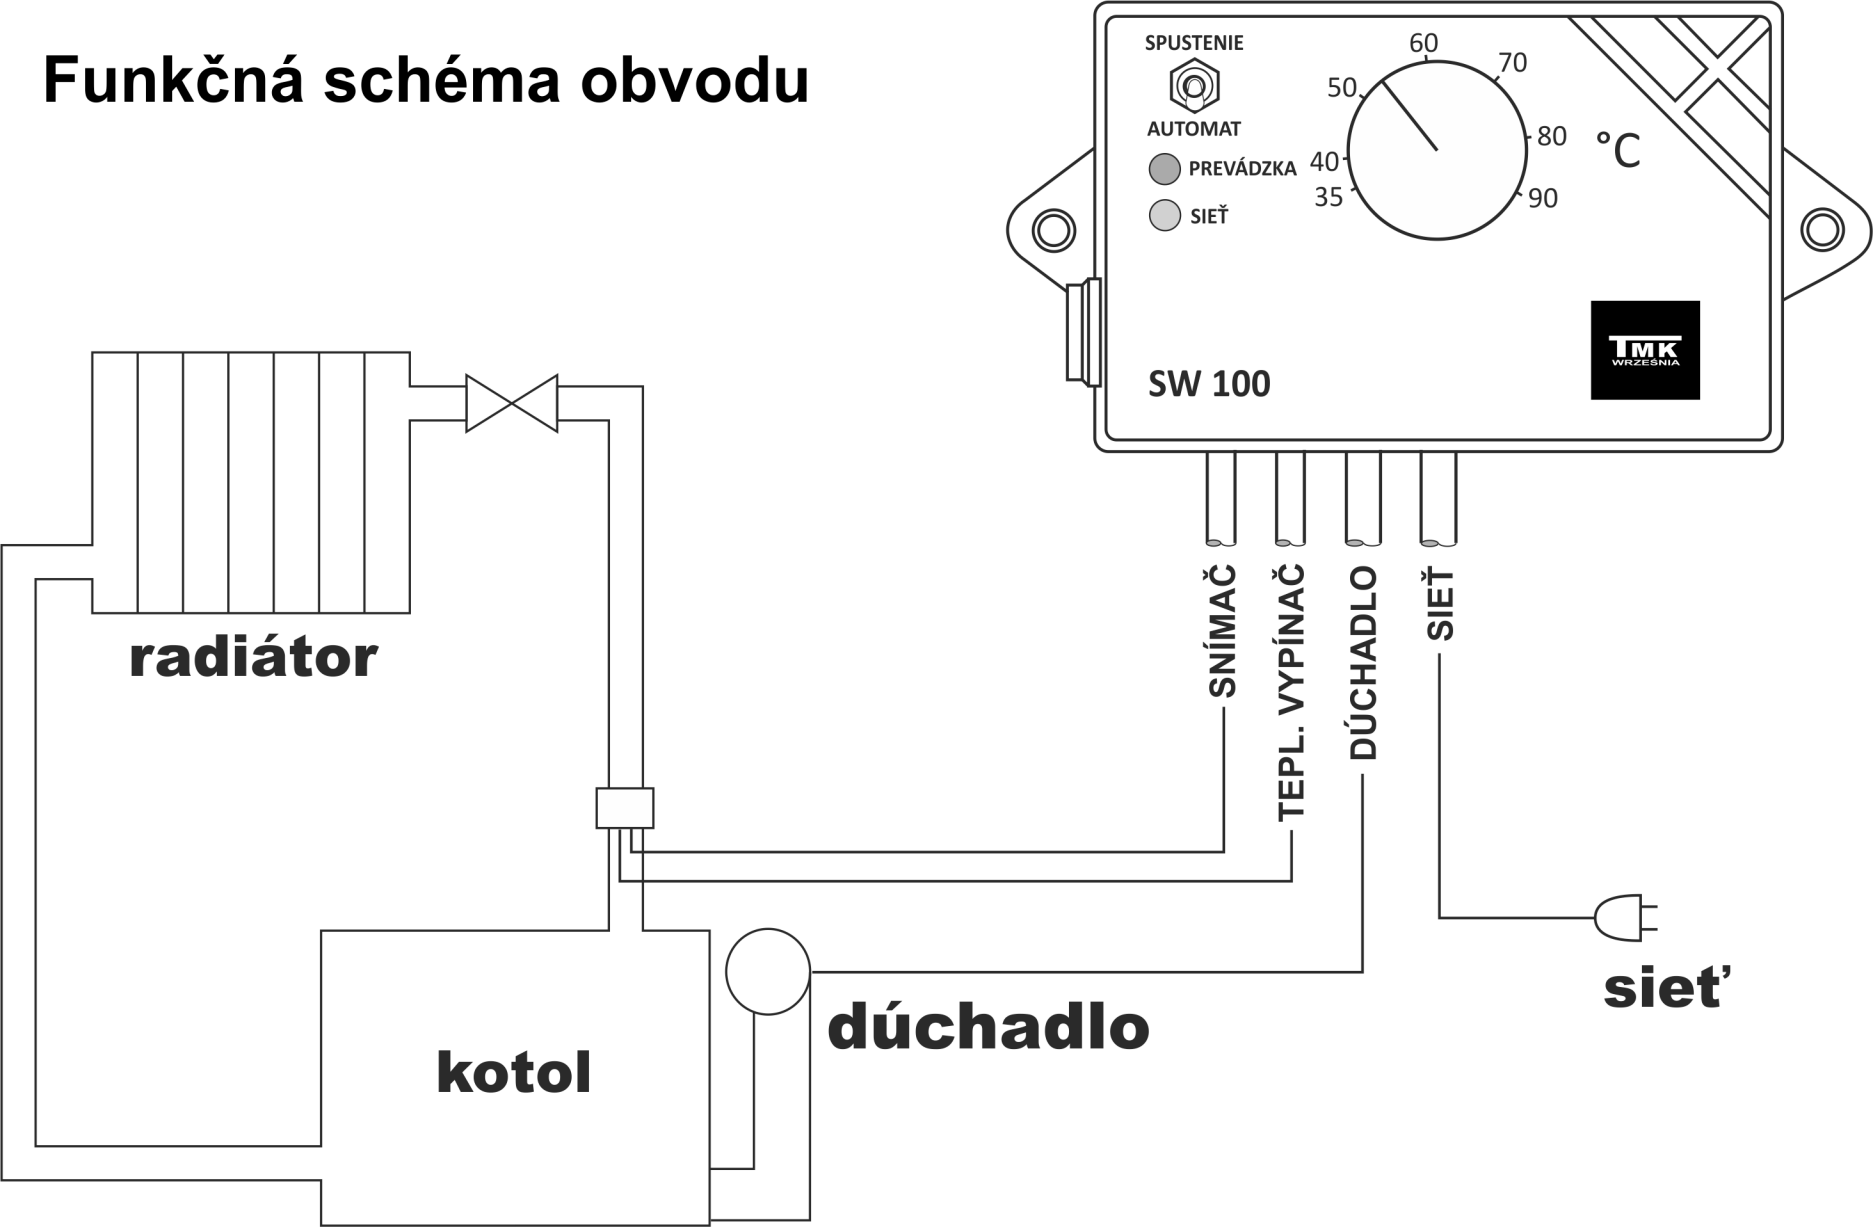 Funkčná schéma obvodu
SPUSTENIE
AUTOMAT
PREVÁDZKA
SIEŤ
35
40
50
60
70
80
90
°C
SW 100
TMK
WRZEŚNIA
SNÍMAČ
TEPL. VYPÍNAČ
DÚCHADLO
SIEŤ
radiátor
kotol
dúchadlo
sieť